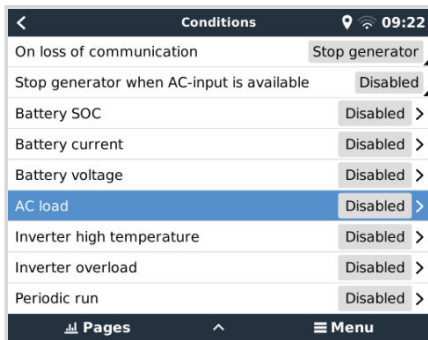 Conditions 09:22
On loss of communication Stop generator
Stop generator when AC-input is available Disabled
Battery SOC Disabled
Battery current Disabled
Battery voltage Disabled
AC load Disabled
Inverter high temperature Disabled
Inverter overload Disabled
Periodic run Disabled
Pages Menu